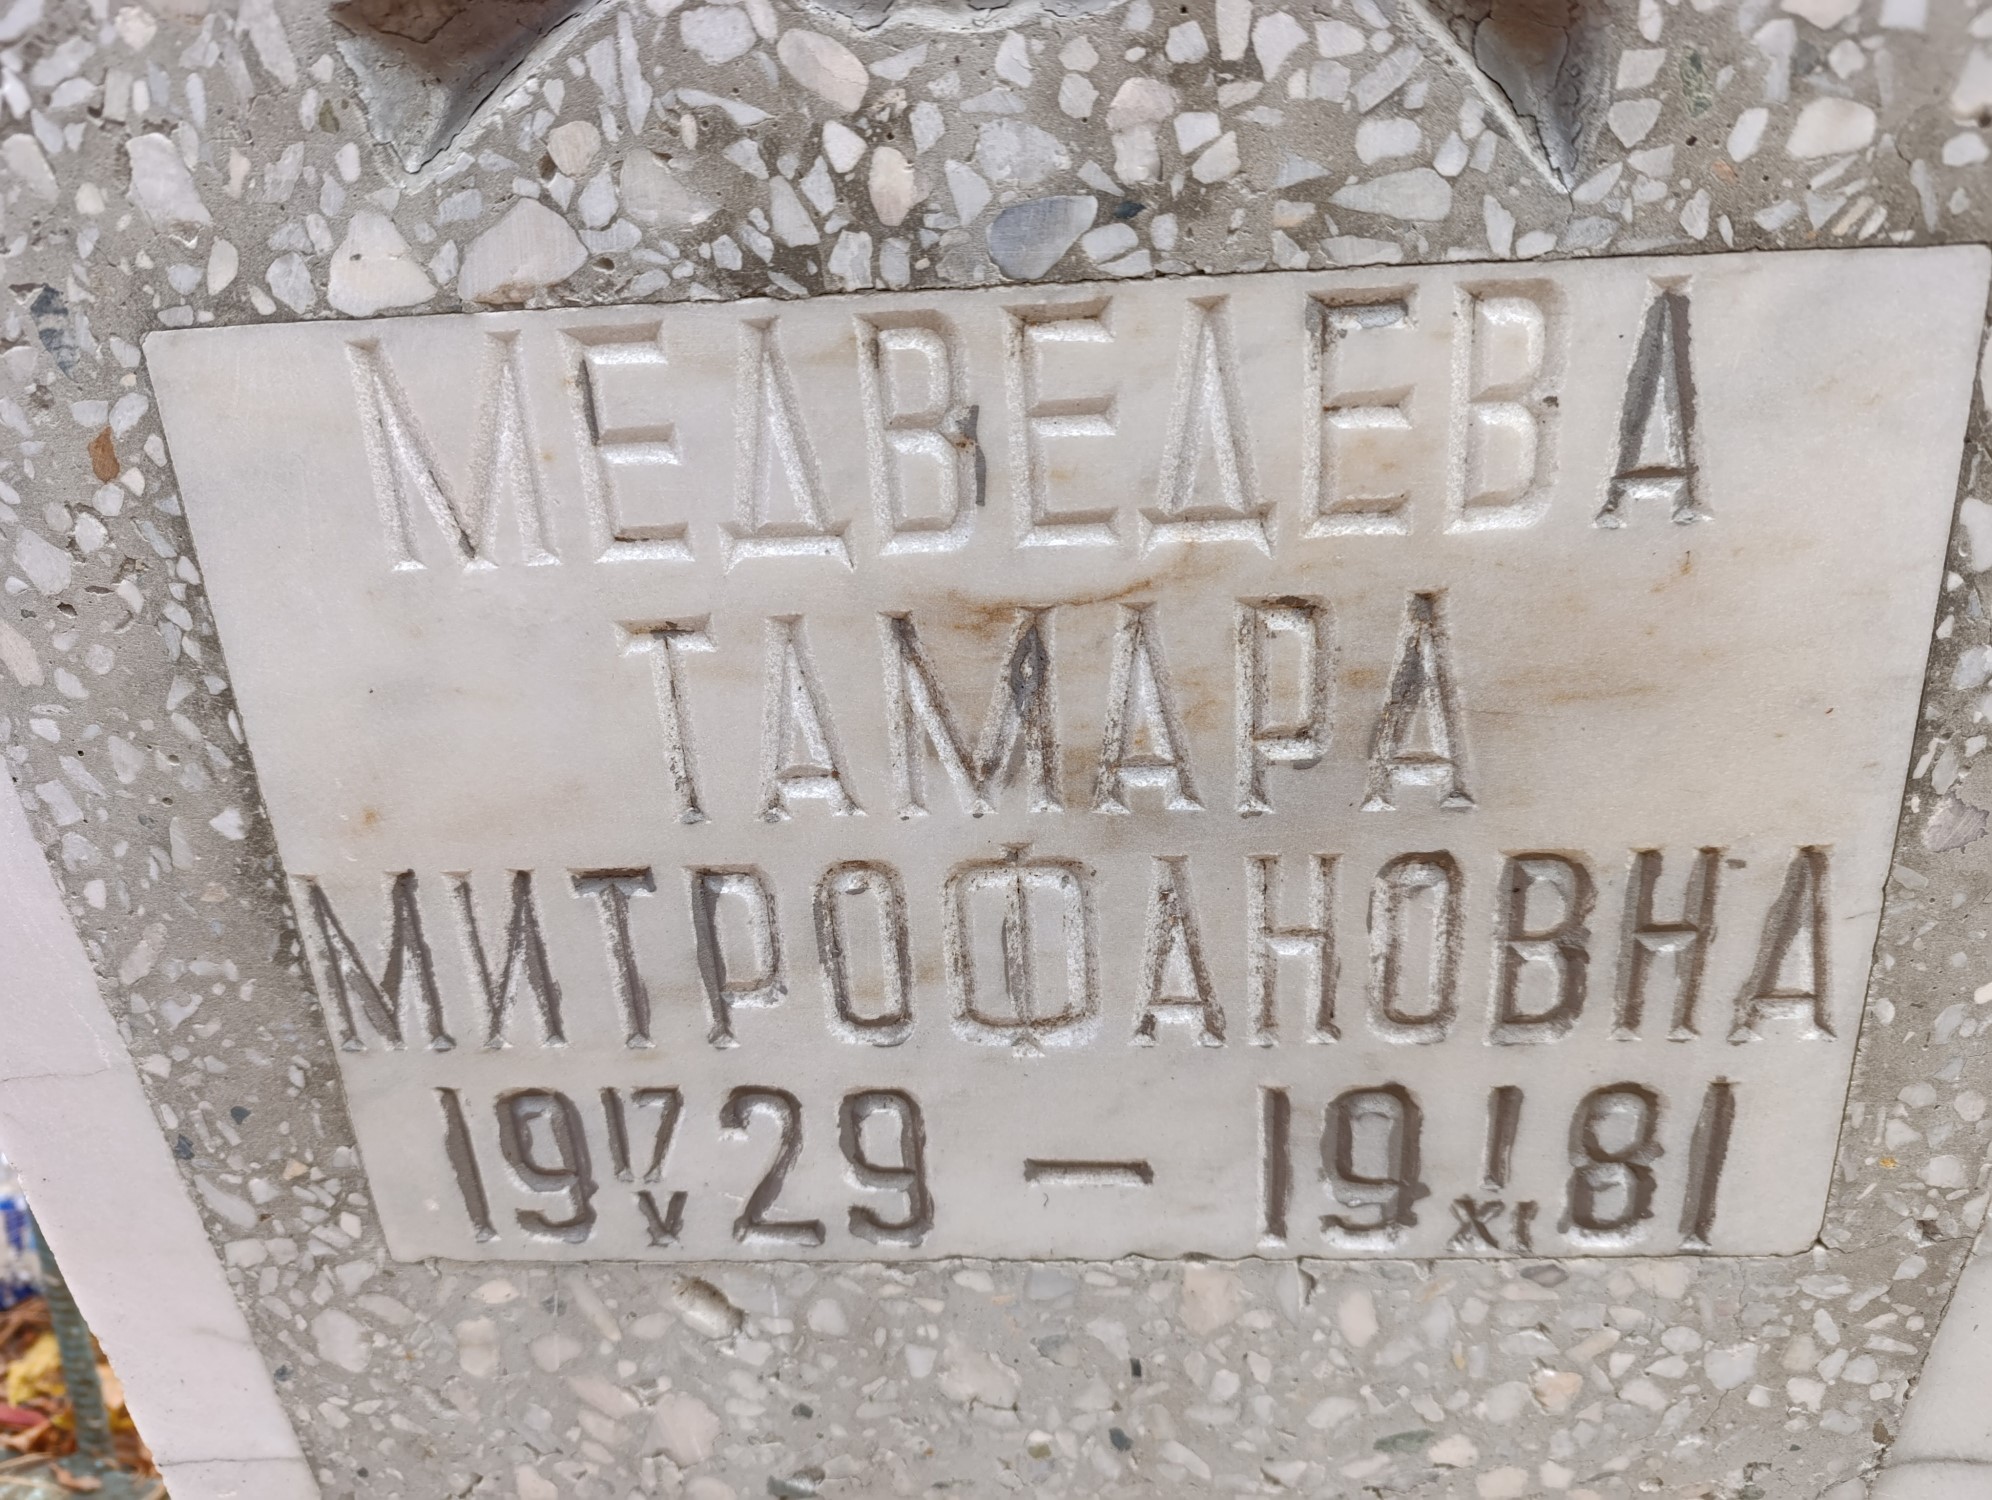 МЕДВЕДЕВА
ТАМАРА
МИТРОФАНОВНА
19 17/V 29 — 19 1/XI 81